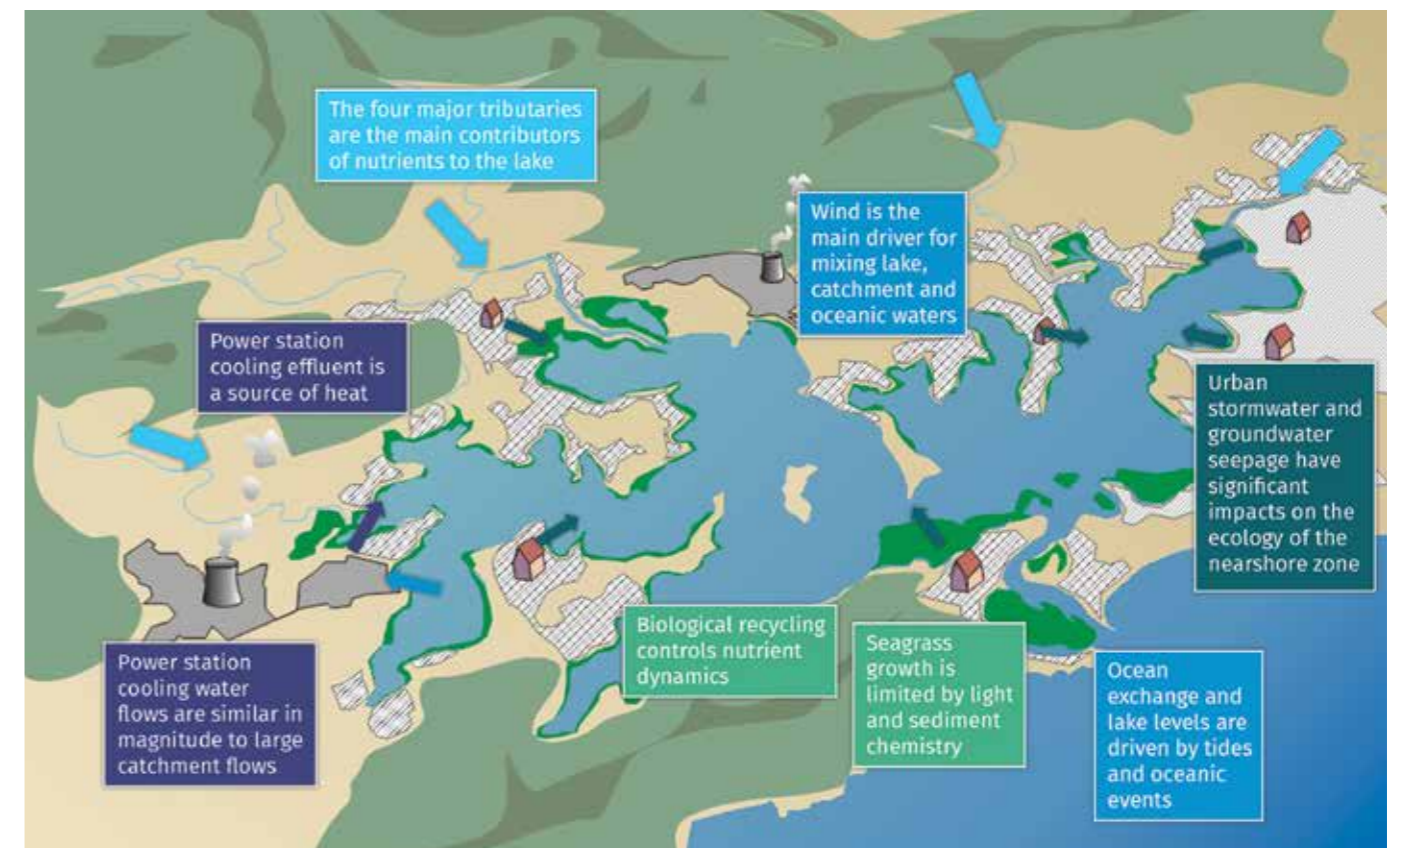 The four major tributaries
are the main contributors
of nutrients to the lake
Wind is the
main driver for
mixing lake,
catchment and
oceanic waters
Power station
cooling effluent is
a source of heat
Urban
stormwater and
groundwater
seepage have
significant
impacts on the
ecology of the
nearshore zone
Power station
cooling water
flows are similar in
magnitude to large
catchment flows
Biological recycling
controls nutrient
dynamics
Seagrass
growth is
limited by light
and sediment
chemistry
Ocean
exchange and
lake levels are
driven by tides
and oceanic
events